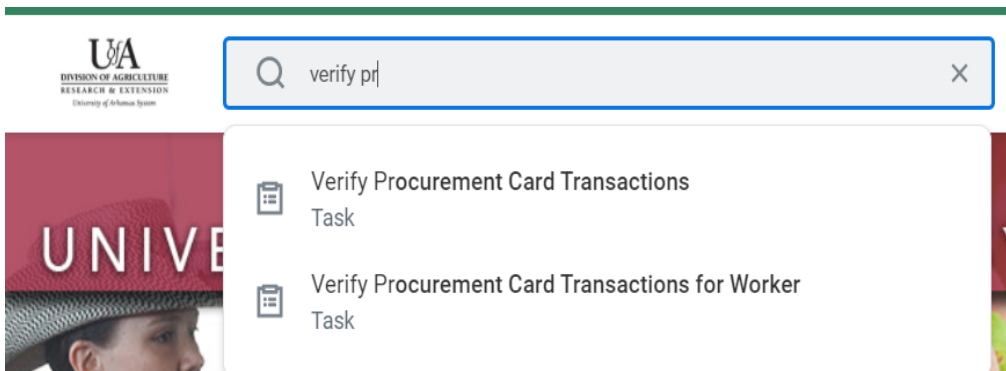 UofA
DIVISION OF AGRICULTURE
RESEARCH & EXTENSION
University of Arkansas System
verify pr
Verify Procurement Card Transactions
Task
Verify Procurement Card Transactions for Worker
Task
UNIVE